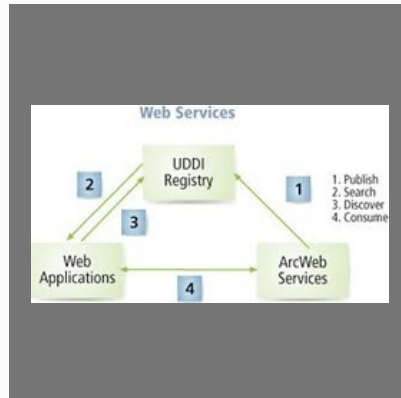 Web Services
UDDI
Registry
2
1
1. Publish
2. Search
3. Discover
4. Consume
3
Web
Applications
4
ArcWeb
Services